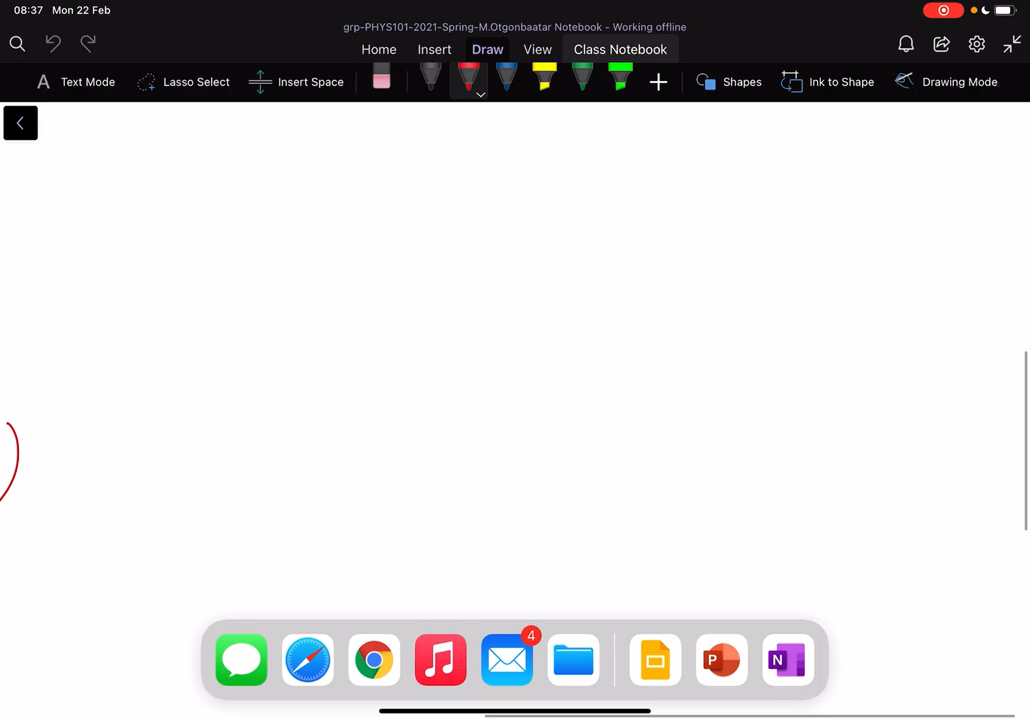 08:37 Mon 22 Feb
grp-PHYS101-2021-Spring-M.Otgonbaatar Notebook - Working offline
Home Insert Draw View Class Notebook
A Text Mode Lasso Select Insert Space Shapes Ink to Shape Drawing Mode
4
P N